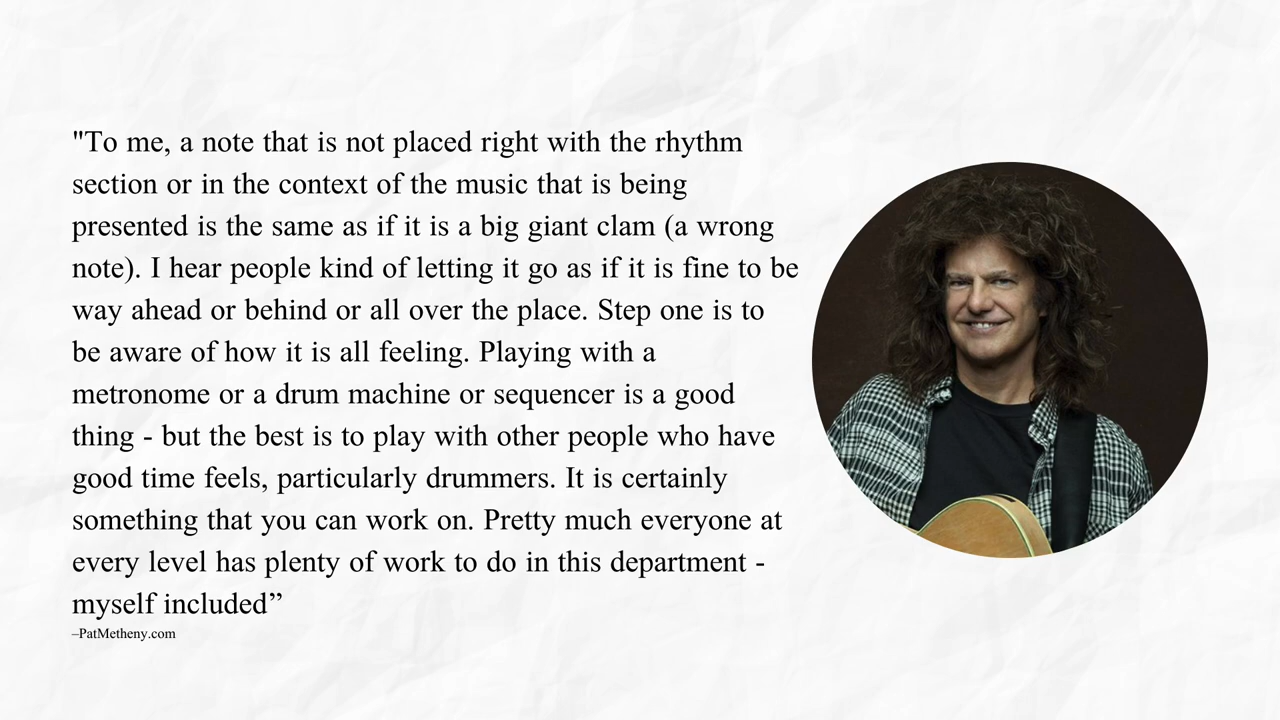 "To me, a note that is not placed right with the rhythm
section or in the context of the music that is being
presented is the same as if it is a big giant clam (a wrong
note). I hear people kind of letting it go as if it is fine to be
way ahead or behind or all over the place. Step one is to
be aware of how it is all feeling. Playing with a
metronome or a drum machine or sequencer is a good
thing - but the best is to play with other people who have
good time feels, particularly drummers. It is certainly
something that you can work on. Pretty much everyone at
every level has plenty of work to do in this department -
myself included”
–PatMetheny.com